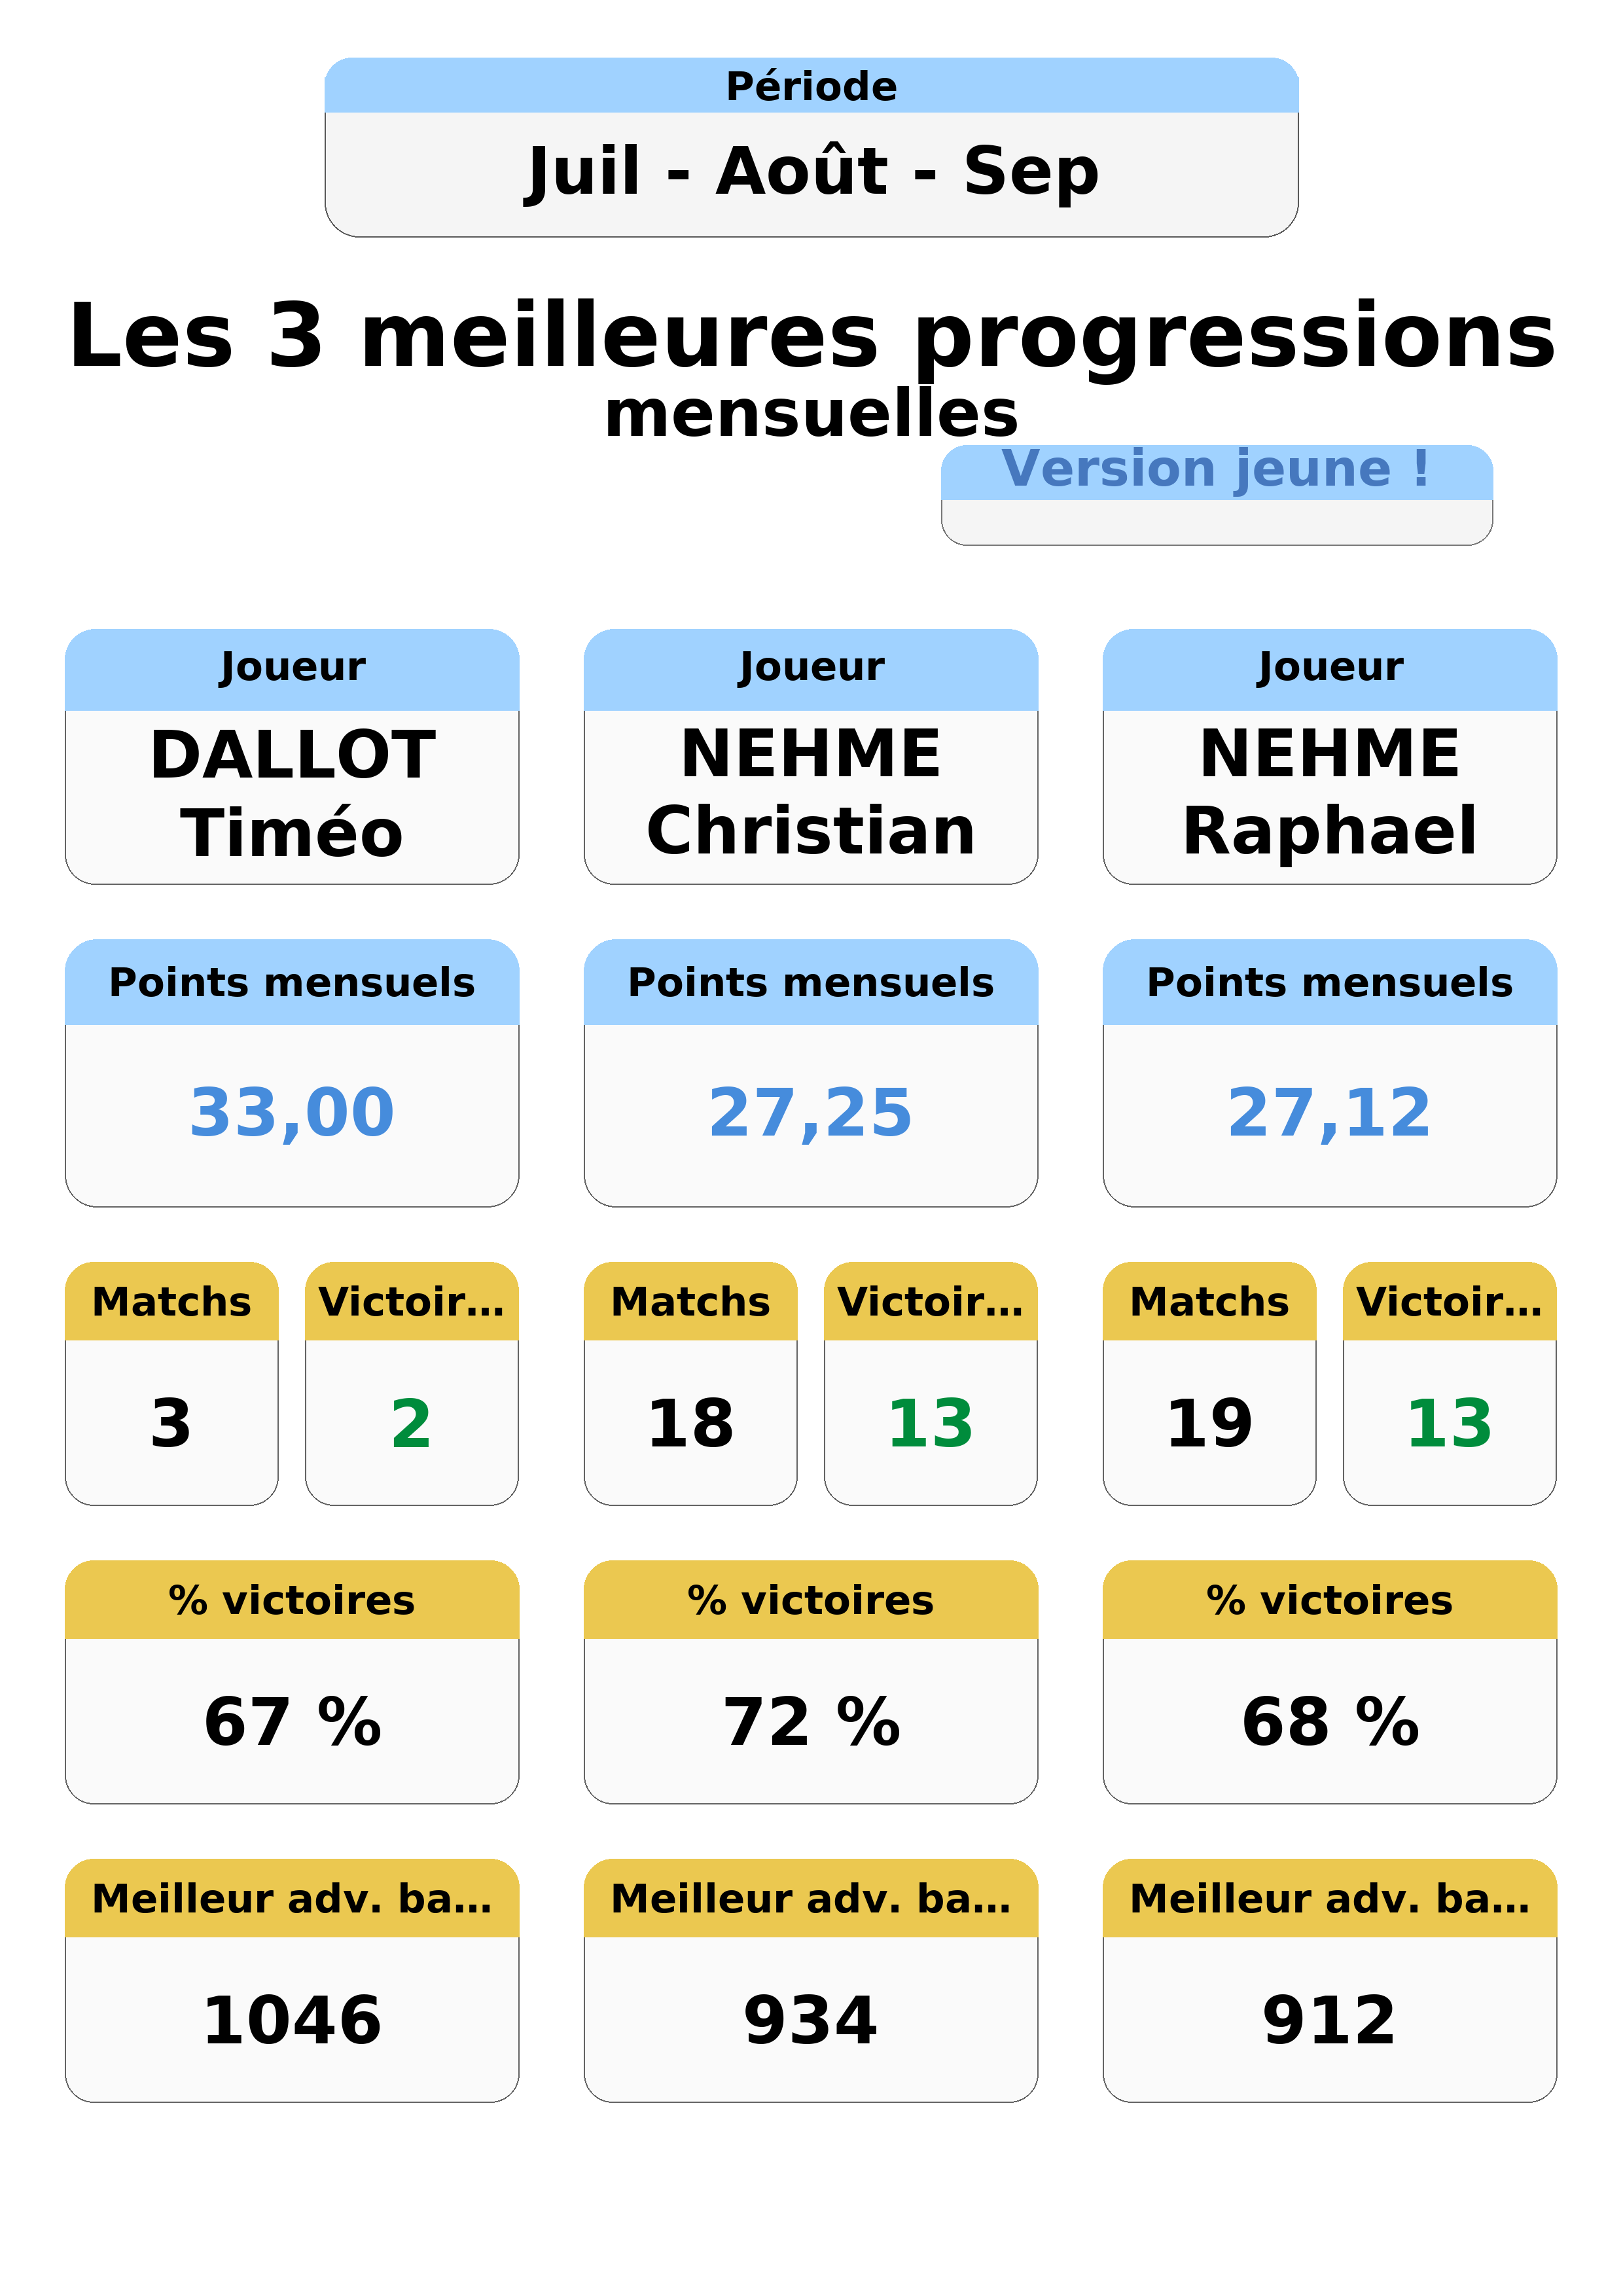 Période
Juil - Août - Sep
Les 3 meilleures progressions
mensuelles
Version jeune !
Joueur
DALLOT
Timéo
Joueur
NEHME
Christian
Joueur
NEHME
Raphael
Points mensuels
33,00
Points mensuels
27,25
Points mensuels
27,12
Matchs
3
Victoir...
2
Matchs
18
Victoir...
13
Matchs
19
Victoir...
13
% victoires
67 %
% victoires
72 %
% victoires
68 %
Meilleur adv. ba...
1046
Meilleur adv. ba...
934
Meilleur adv. ba...
912